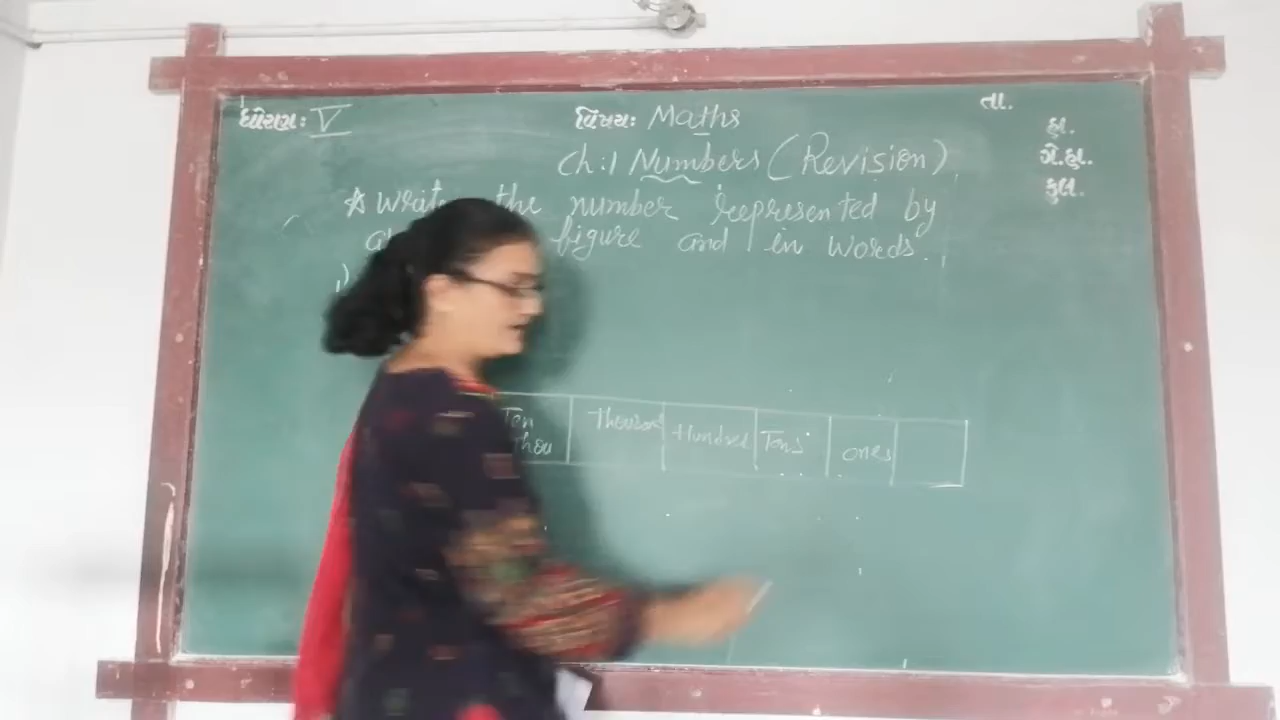 ધોરણ: V
વિષય: Maths
તા.
હા.
ગે.હા.
કુલ.
Ch:1 Numbers (Revision)
the number represented by
figure and in words.
1)
Ten thou
Thousand
Hundred
Tens
ones